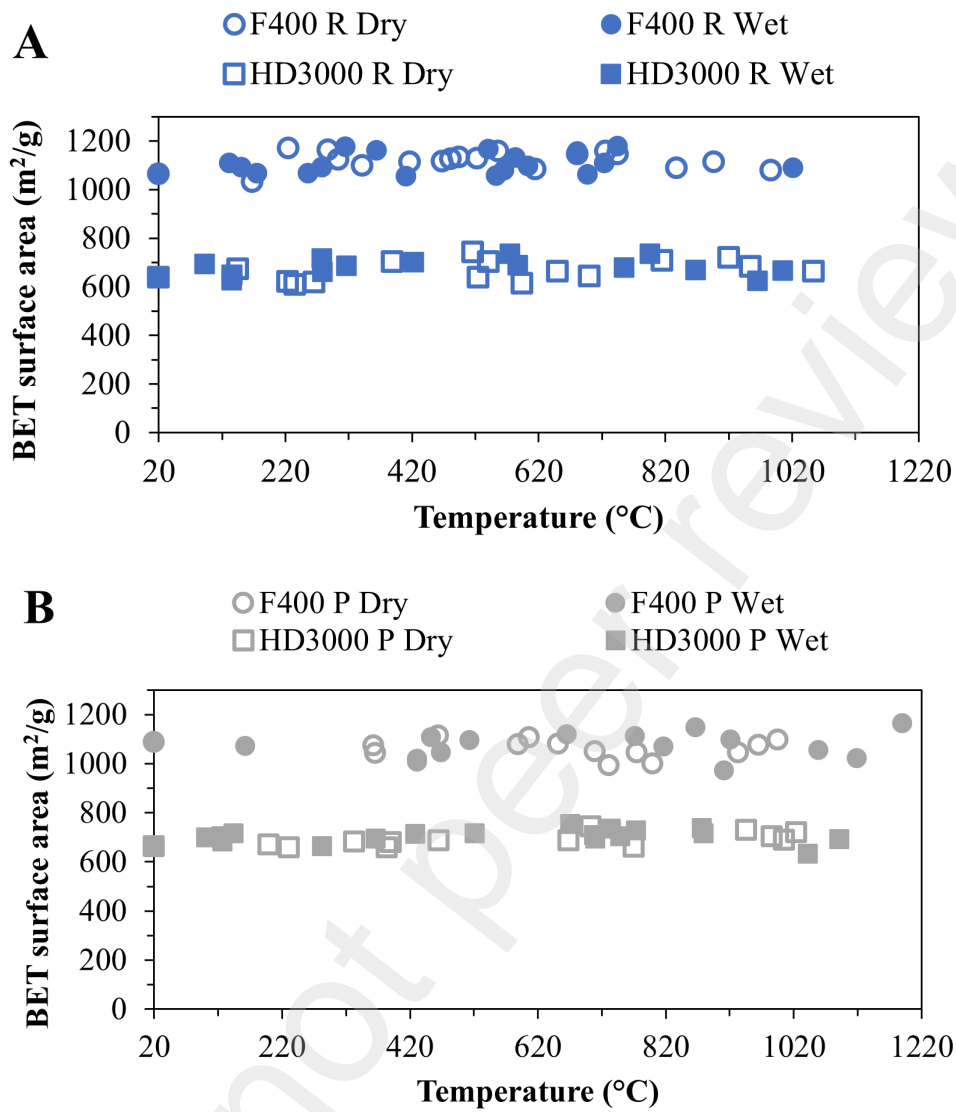 A
F400 R Dry
F400 R Wet
HD3000 R Dry
HD3000 R Wet
BET surface area (m²/g)
1200
1000
800
600
400
200
0
20 220 420 620 820 1020 1220
Temperature (°C)
B
F400 P Dry
F400 P Wet
HD3000 P Dry
HD3000 P Wet
BET surface area (m²/g)
1200
1000
800
600
400
200
0
20 220 420 620 820 1020 1220
Temperature (°C)
not peer review